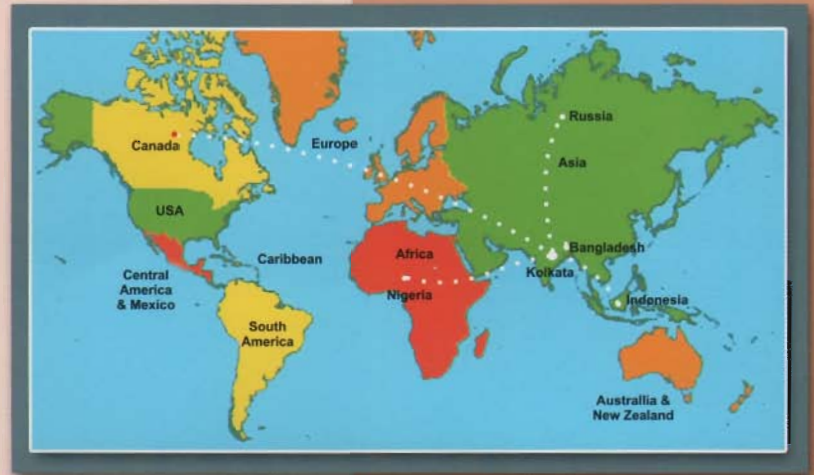 Russia
Canada
Europe
Asia
USA
Africa
Bangladesh
Caribbean
Kolkata
Central
America
& Mexico
Nigeria
Indonesia
South
America
Australlia &
New Zealand